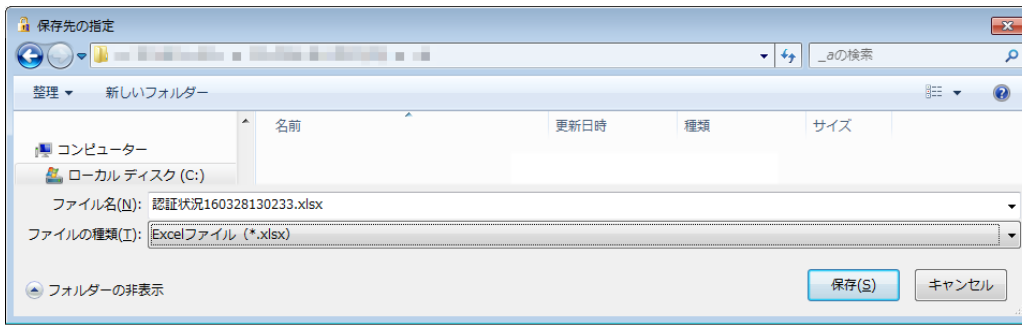 保存先の指定
_aの検索
整理 新しいフォルダー
名前 更新日時 種類 サイズ
コンピューター
ローカル ディスク (C:)
ファイル名(N): 認証状況160328130233.xlsx
ファイルの種類(T): Excelファイル (*.xlsx)
フォルダーの非表示 保存(S) キャンセル